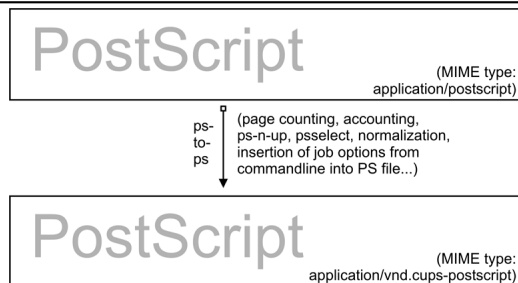 PostScript
(MIME type:
application/postscript)
ps-
to-
ps
(page counting, accounting,
ps-n-up, psselect, normalization,
insertion of job options from
commandline into PS file...)
PostScript
(MIME type:
application/vnd.cups-postscript)